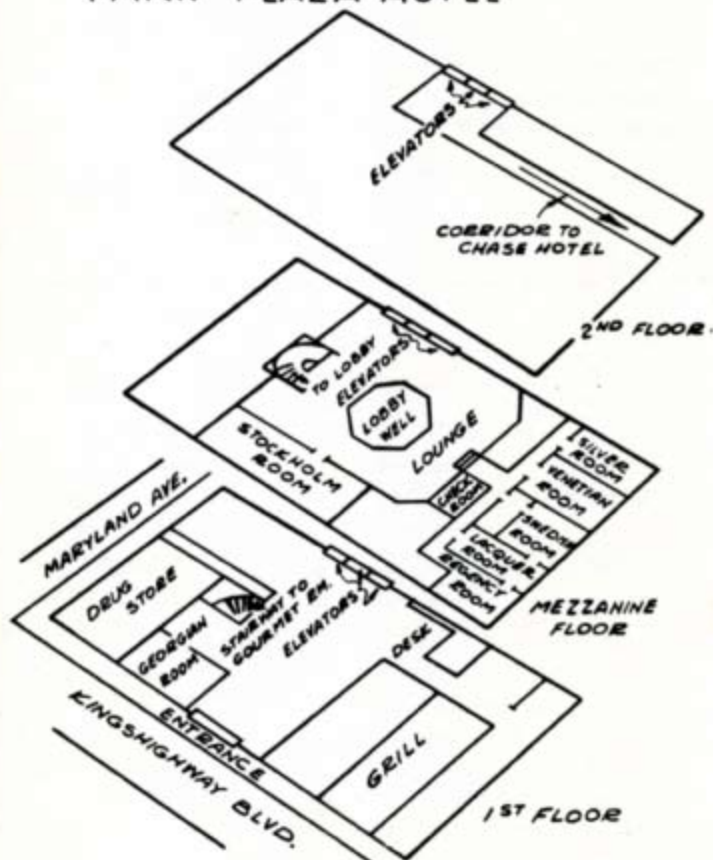 ELEVATORS
CORRIDOR TO
CHASE HOTEL
2ND FLOOR
TO LOBBY
ELEVATORS
LOBBY
WELL
LOUNGE
STOCKHOLM
ROOM
CHECK
ROOM
SILVER
ROOM
VENETIAN
ROOM
ROOM
LACQUER
ROOM
REGENCY
ROOM
MEZZANINE
FLOOR
MARYLAND AVE.
DRUG
STORE
GEORGIAN
ROOM
STAIRWAY TO
GOURMET RM.
ELEVATORS
DESK
ENTRANCE
GRILL
KINGSHIGHWAY BLVD.
1ST FLOOR